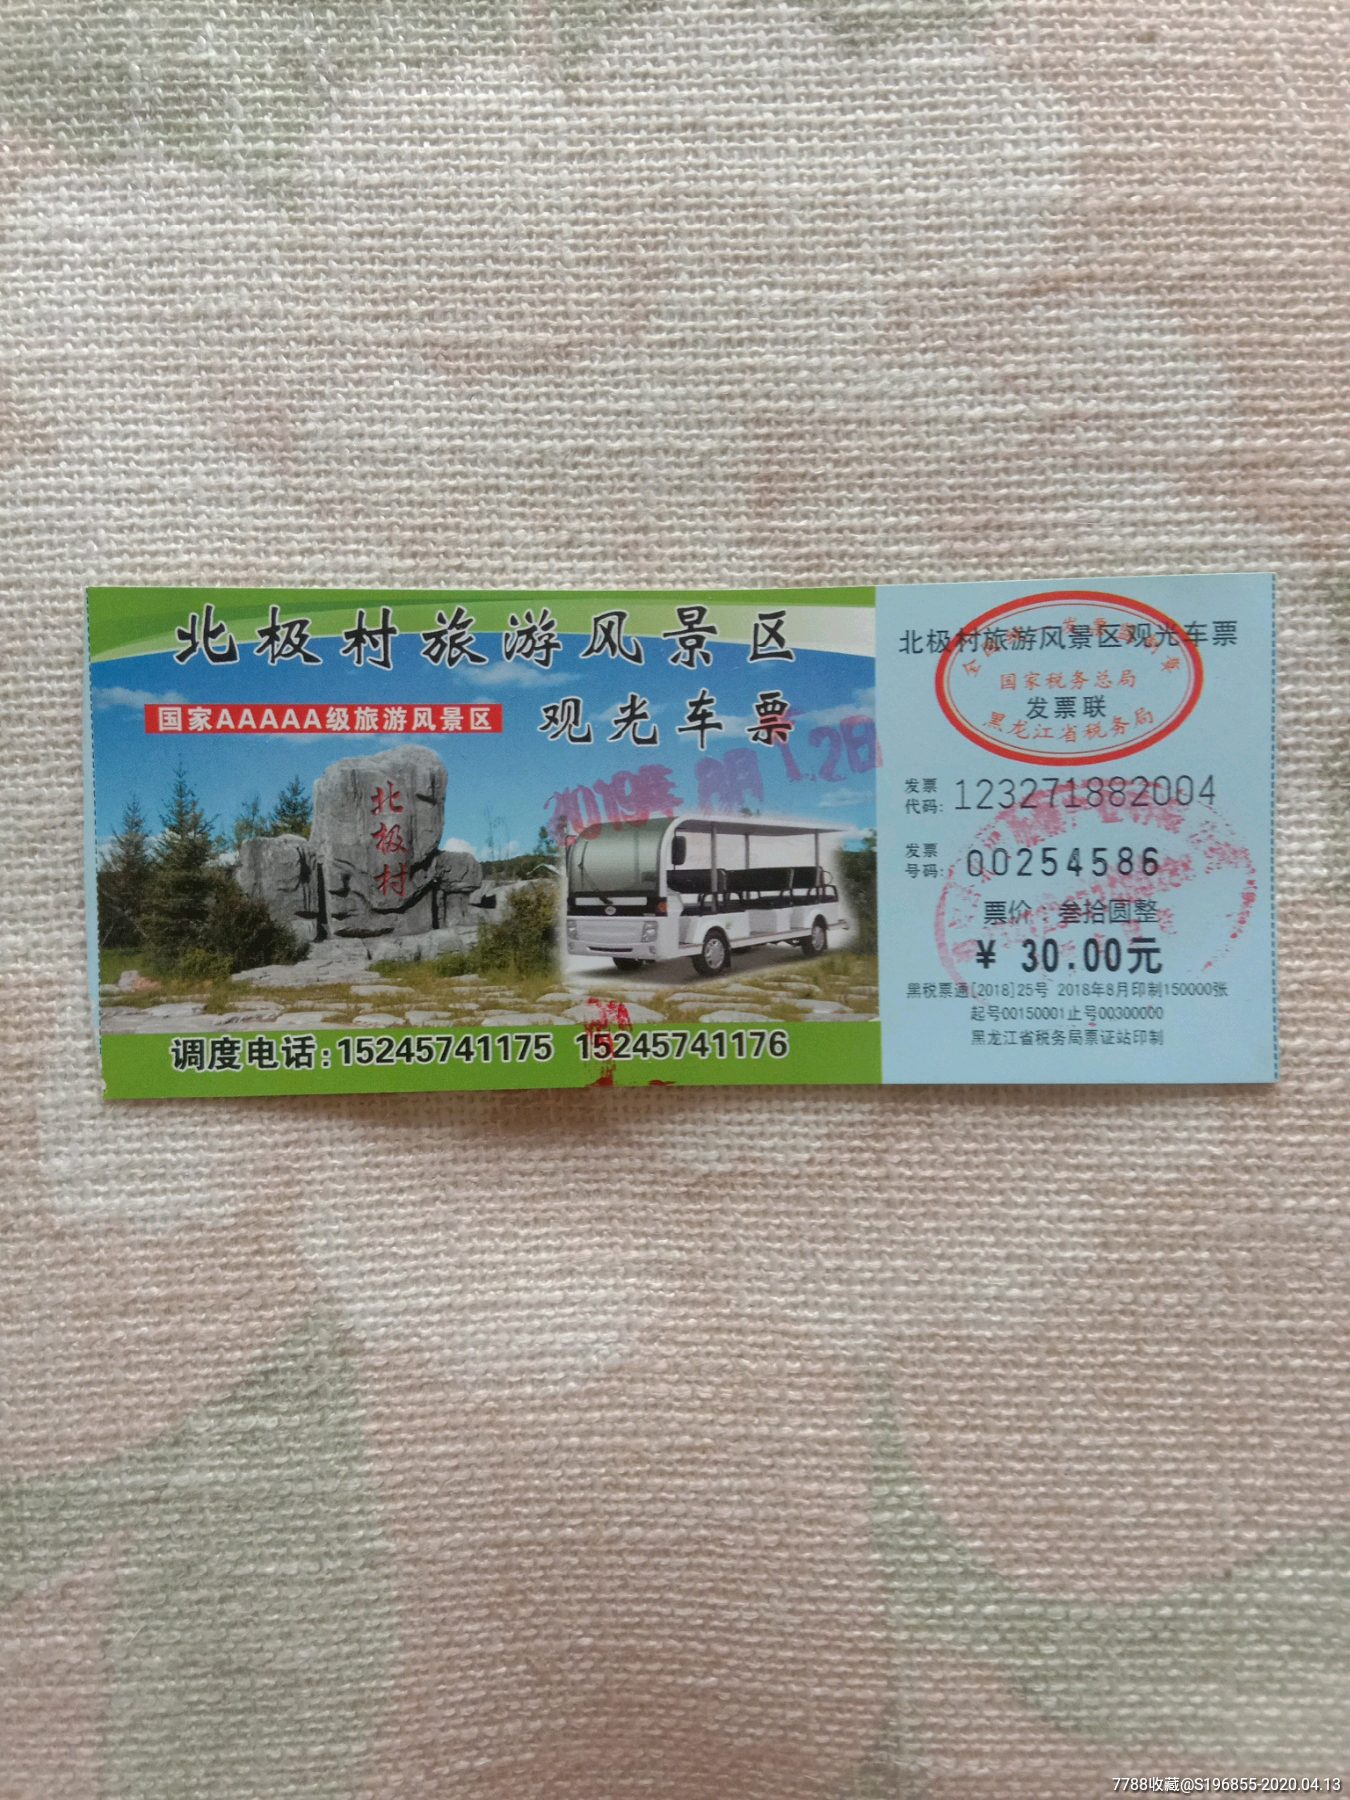 北极村旅游风景区
国家AAAAA级旅游风景区
观光车票
北极村
调度电话:15245741175 15245741176
北极村旅游风景区观光车票
国家税务总局
发票联
黑龙江省税务局
发票代码: 123271882004
发票号码: 00254586
票价:叁拾圆整
¥ 30.00元
黑税票通[2018]25号 2018年8月印制150000张
起号00150001止号00300000
黑龙江省税务局票证站印制
7788收藏@S196855-2020.04.13